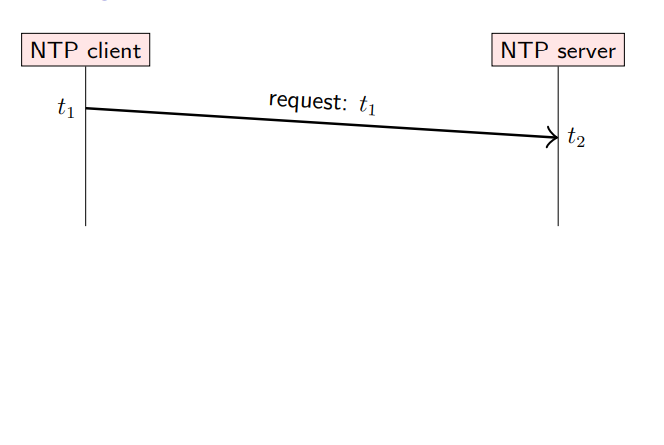 NTP client
NTP server
request: t₁
t₁
t₂